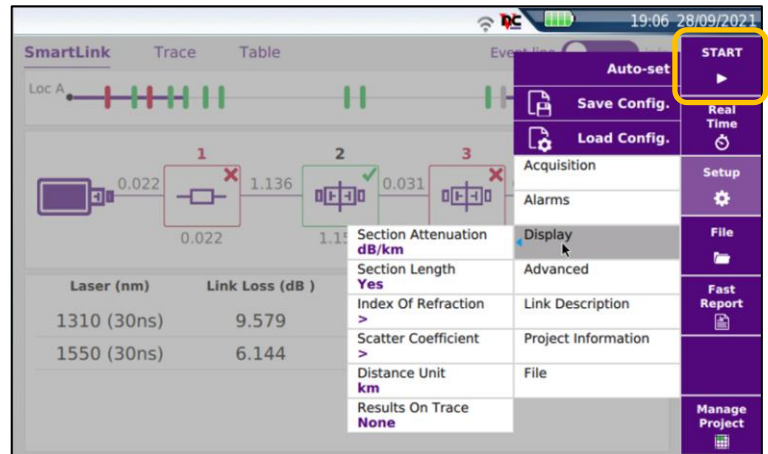 19:06 28/09/2021
SmartLink Trace Table
Loc A
1 2 3
0.022 1.136 0.031
0.022
Laser (nm) Link Loss (dB )
1310 (30ns) 9.579
1550 (30ns) 6.144
Section Attenuation
dB/km
Section Length
Yes
Index Of Refraction
>
Scatter Coefficient
>
Distance Unit
km
Results On Trace
None
Auto-set
Save Config.
Load Config.
Acquisition
Alarms
Display
Advanced
Link Description
Project Information
File
START
Real
Time
Setup
File
Fast
Report
Manage
Project